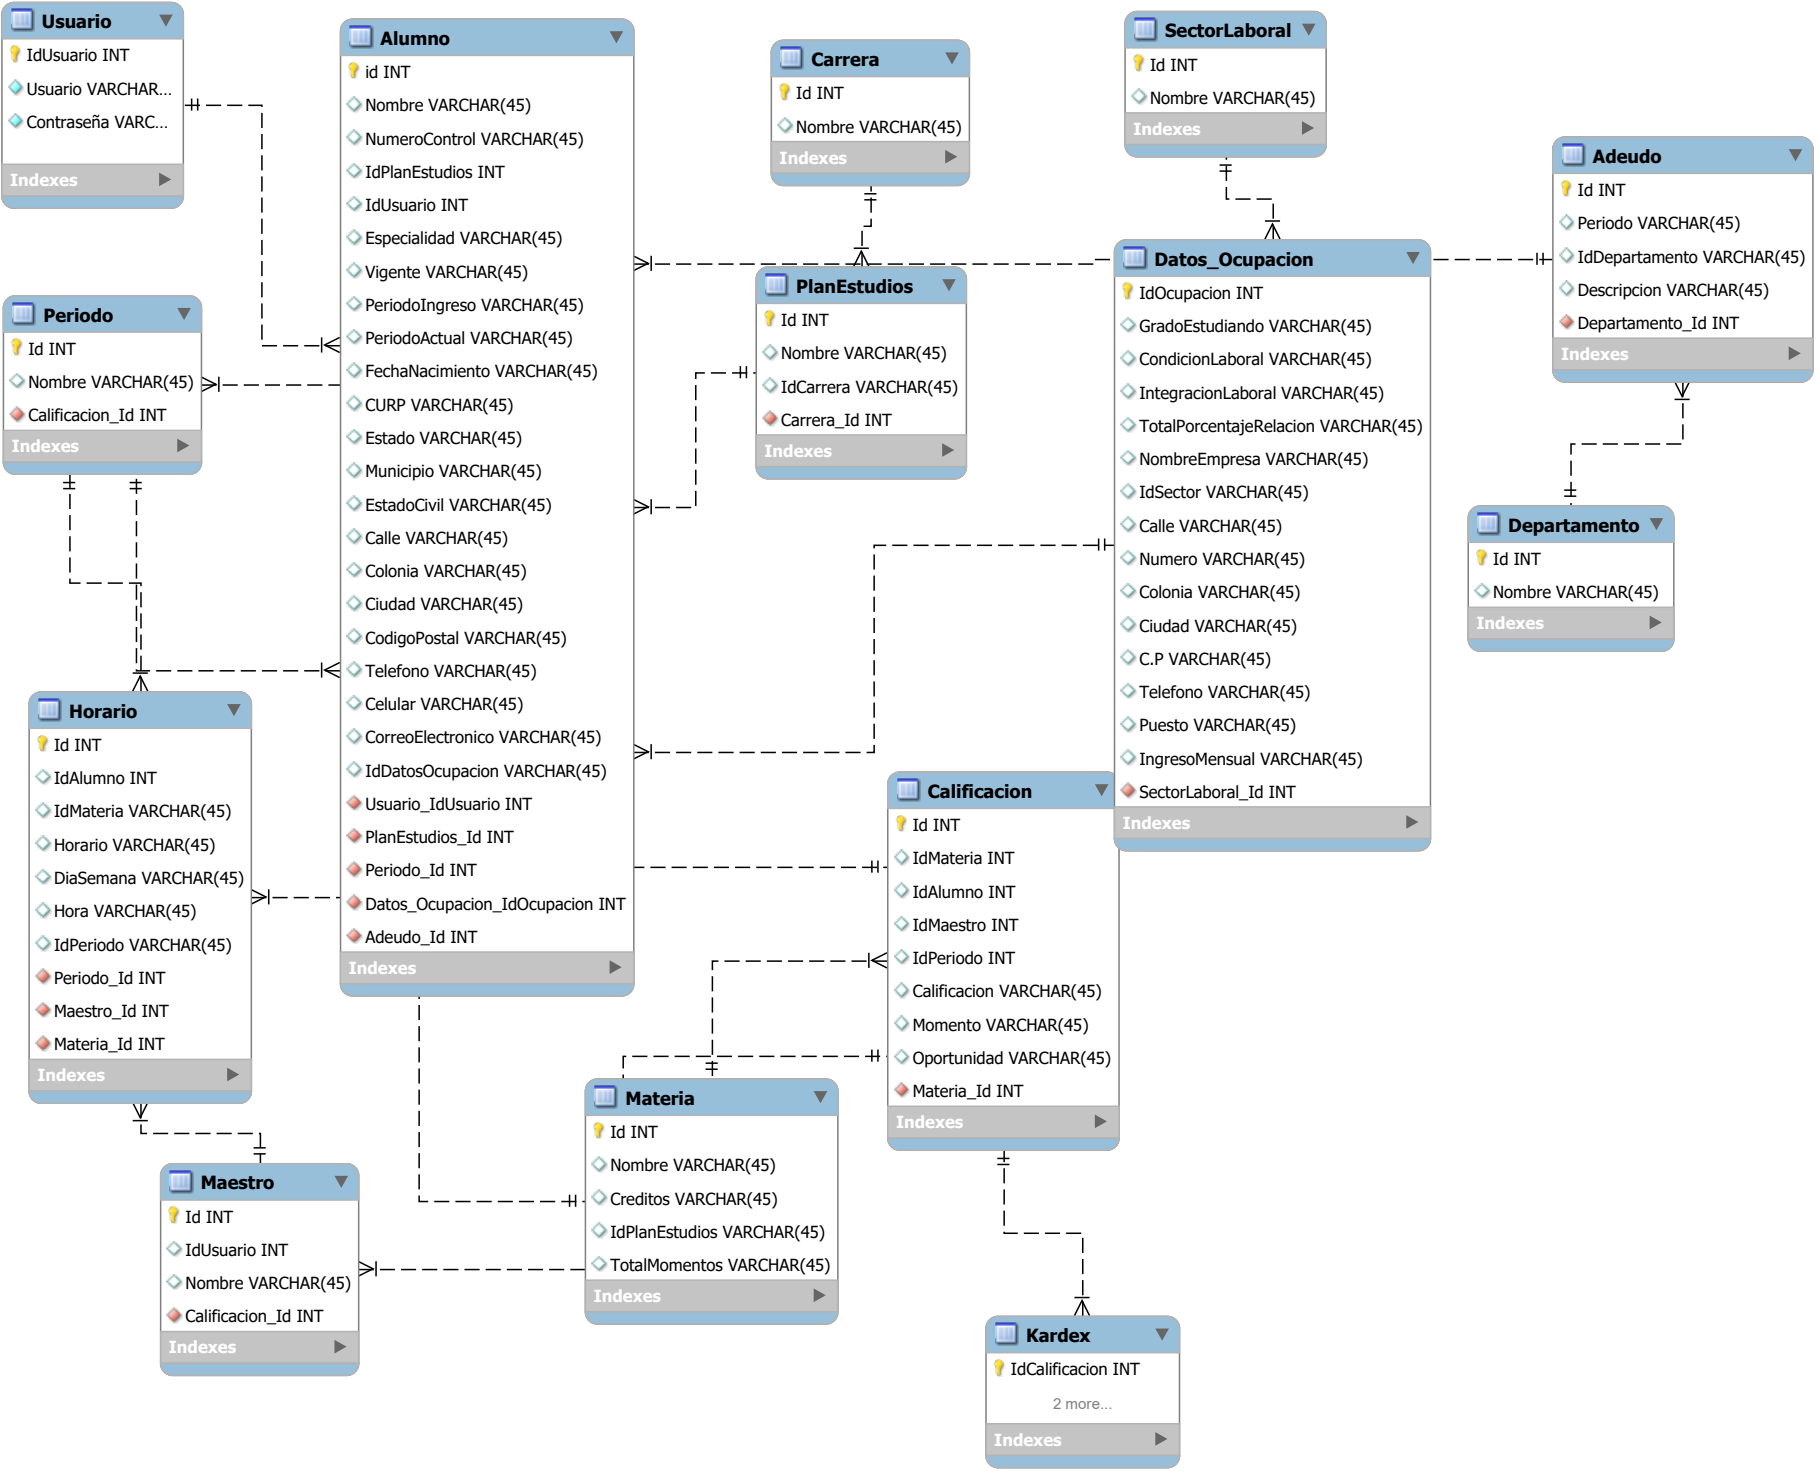 Usuario
IdUsuario INT
Usuario VARCHAR...
Contraseña VARC...
Indexes
Alumno
id INT
Nombre VARCHAR(45)
NumeroControl VARCHAR(45)
IdPlanEstudios INT
IdUsuario INT
Especialidad VARCHAR(45)
Vigente VARCHAR(45)
PeriodoIngreso VARCHAR(45)
PeriodoActual VARCHAR(45)
FechaNacimiento VARCHAR(45)
CURP VARCHAR(45)
Estado VARCHAR(45)
Municipio VARCHAR(45)
EstadoCivil VARCHAR(45)
Calle VARCHAR(45)
Colonia VARCHAR(45)
Ciudad VARCHAR(45)
CodigoPostal VARCHAR(45)
Telefono VARCHAR(45)
Celular VARCHAR(45)
CorreoElectronico VARCHAR(45)
IdDatosOcupacion VARCHAR(45)
Usuario_IdUsuario INT
PlanEstudios_Id INT
Periodo_Id INT
Datos_Ocupacion_IdOcupacion INT
Adeudo_Id INT
Indexes
Carrera
Id INT
Nombre VARCHAR(45)
Indexes
SectorLaboral
Id INT
Nombre VARCHAR(45)
Indexes
Adeudo
Id INT
Periodo VARCHAR(45)
IdDepartamento VARCHAR(45)
Descripcion VARCHAR(45)
Departamento_Id INT
Indexes
Periodo
Id INT
Nombre VARCHAR(45)
Calificacion_Id INT
Indexes
PlanEstudios
Id INT
Nombre VARCHAR(45)
IdCarrera VARCHAR(45)
Carrera_Id INT
Indexes
Datos_Ocupacion
IdOcupacion INT
GradoEstudiando VARCHAR(45)
CondicionLaboral VARCHAR(45)
IntegracionLaboral VARCHAR(45)
TotalPorcentajeRelacion VARCHAR(45)
NombreEmpresa VARCHAR(45)
IdSector VARCHAR(45)
Calle VARCHAR(45)
Numero VARCHAR(45)
Colonia VARCHAR(45)
Ciudad VARCHAR(45)
C.P VARCHAR(45)
Telefono VARCHAR(45)
Puesto VARCHAR(45)
IngresoMensual VARCHAR(45)
SectorLaboral_Id INT
Indexes
Departamento
Id INT
Nombre VARCHAR(45)
Indexes
Horario
Id INT
IdAlumno INT
IdMateria VARCHAR(45)
Horario VARCHAR(45)
DiaSemana VARCHAR(45)
Hora VARCHAR(45)
IdPeriodo VARCHAR(45)
Periodo_Id INT
Maestro_Id INT
Materia_Id INT
Indexes
Calificacion
Id INT
IdMateria INT
IdAlumno INT
IdMaestro INT
IdPeriodo INT
Calificacion VARCHAR(45)
Momento VARCHAR(45)
Oportunidad VARCHAR(45)
Materia_Id INT
Indexes
Materia
Id INT
Nombre VARCHAR(45)
Creditos VARCHAR(45)
IdPlanEstudios VARCHAR(45)
TotalMomentos VARCHAR(45)
Indexes
Maestro
Id INT
IdUsuario INT
Nombre VARCHAR(45)
Calificacion_Id INT
Indexes
Kardex
IdCalificacion INT
2 more...
Indexes